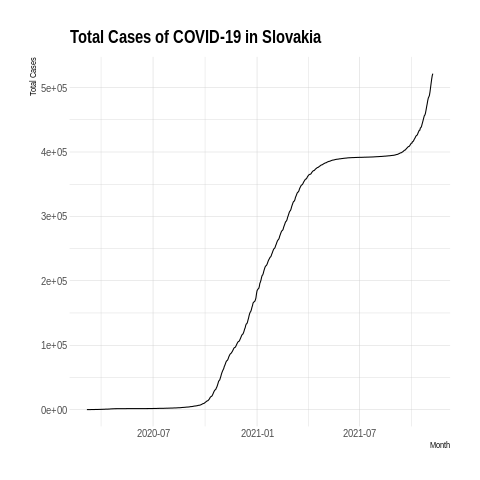 Total Cases of COVID-19 in Slovakia
Total Cases
5e+05
4e+05
3e+05
2e+05
1e+05
0e+00
2020-07 2021-01 2021-07
Month